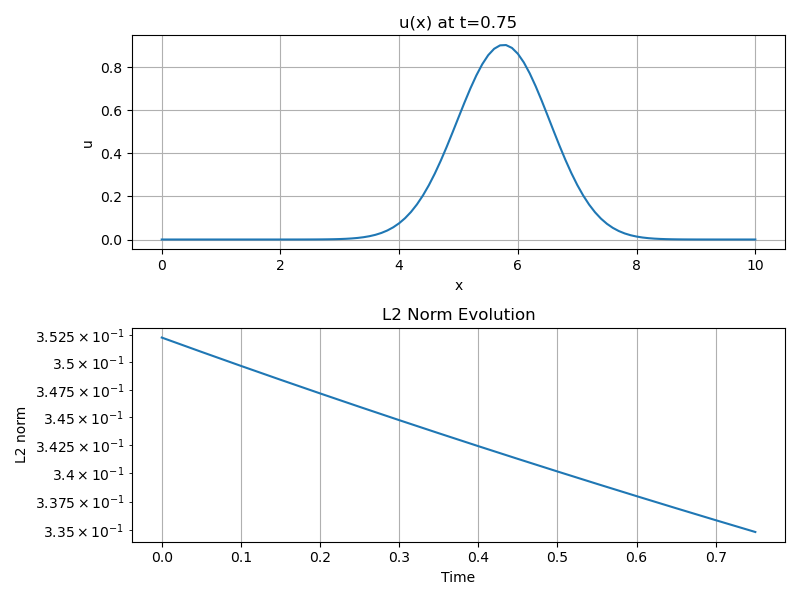 u(x) at t=0.75
0.8
0.6
0.4
0.2
0.0
u
0 2 4 6 8 10
x
L2 Norm Evolution
3.525 × 10⁻¹
3.5 × 10⁻¹
3.475 × 10⁻¹
3.45 × 10⁻¹
3.425 × 10⁻¹
3.4 × 10⁻¹
3.375 × 10⁻¹
3.35 × 10⁻¹
L2 norm
0.0 0.1 0.2 0.3 0.4 0.5 0.6 0.7
Time